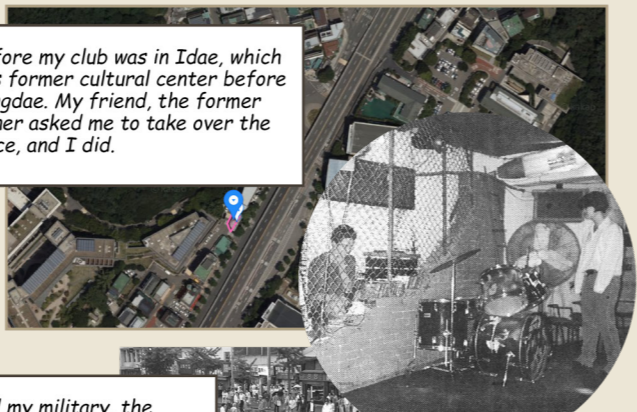 fore my club was in Idae, which
s former cultural center before
gdae. My friend, the former
ner asked me to take over the
ce, and I did.
my military, the